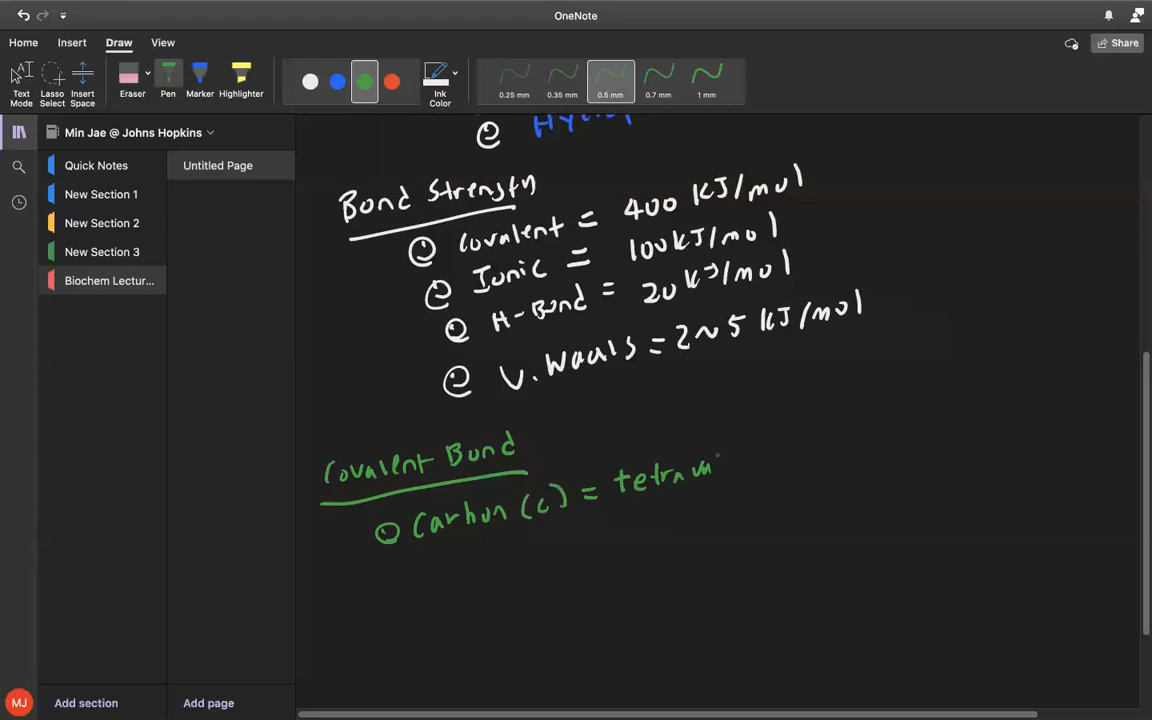 OneNote
Home Insert Draw View
Share
Text Mode Lasso Select Insert Space Eraser Pen Marker Highlighter Ink Color 0.25 mm 0.35 mm 0.5 mm 0.7 mm 1 mm
Min Jae @ Johns Hopkins
Quick Notes
New Section 1
New Section 2
New Section 3
Biochem Lectur...
Untitled Page
Bond Strength
Covalent = 400 KJ/mol
Ionic = 100KJ/mol
H-Bond = 20 KJ/mol
V. Waals = 2~5 KJ/mol
Covalent Bond
Carbon (c) =
MJ
Add section
Add page